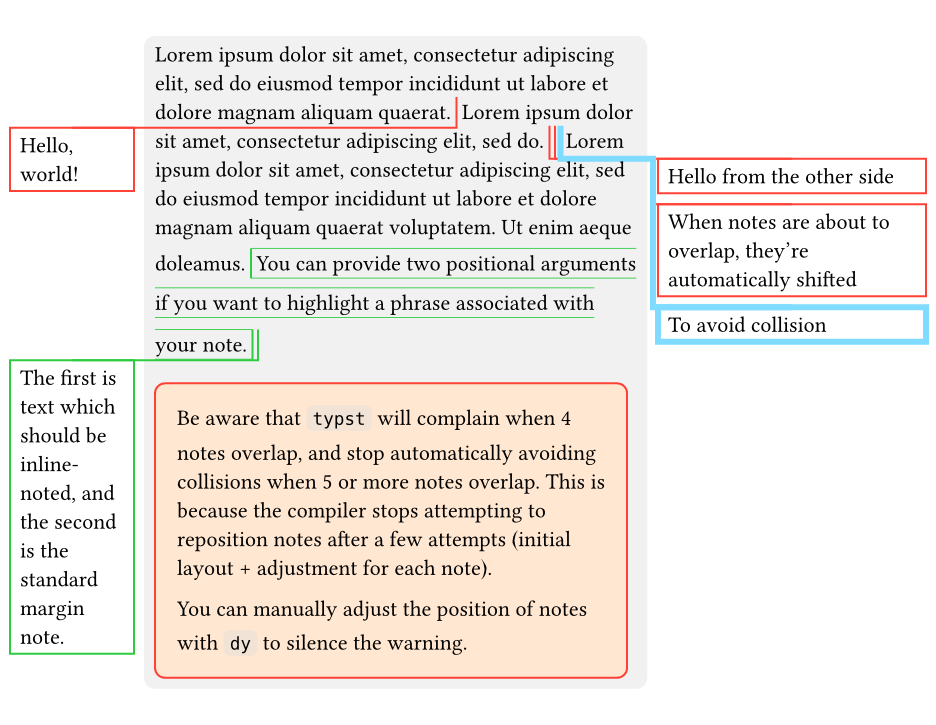 Lorem ipsum dolor sit amet, consectetur adipiscing
elit, sed do eiusmod tempor incididunt ut labore et
dolore magnam aliquam quaerat. Lorem ipsum dolor
sit amet, consectetur adipiscing elit, sed do. Lorem
ipsum dolor sit amet, consectetur adipiscing elit, sed
do eiusmod tempor incididunt ut labore et dolore
magnam aliquam quaerat voluptatem. Ut enim aeque
doleamus. You can provide two positional arguments
if you want to highlight a phrase associated with
your note.
Hello,
world!
Hello from the other side
When notes are about to
overlap, they’re
automatically shifted
To avoid collision
The first is
text which
should be
inline-
noted, and
the second
is the
standard
margin
note.
Be aware that typst will complain when 4
notes overlap, and stop automatically avoiding
collisions when 5 or more notes overlap. This is
because the compiler stops attempting to
reposition notes after a few attempts (initial
layout + adjustment for each note).
You can manually adjust the position of notes
with dy to silence the warning.